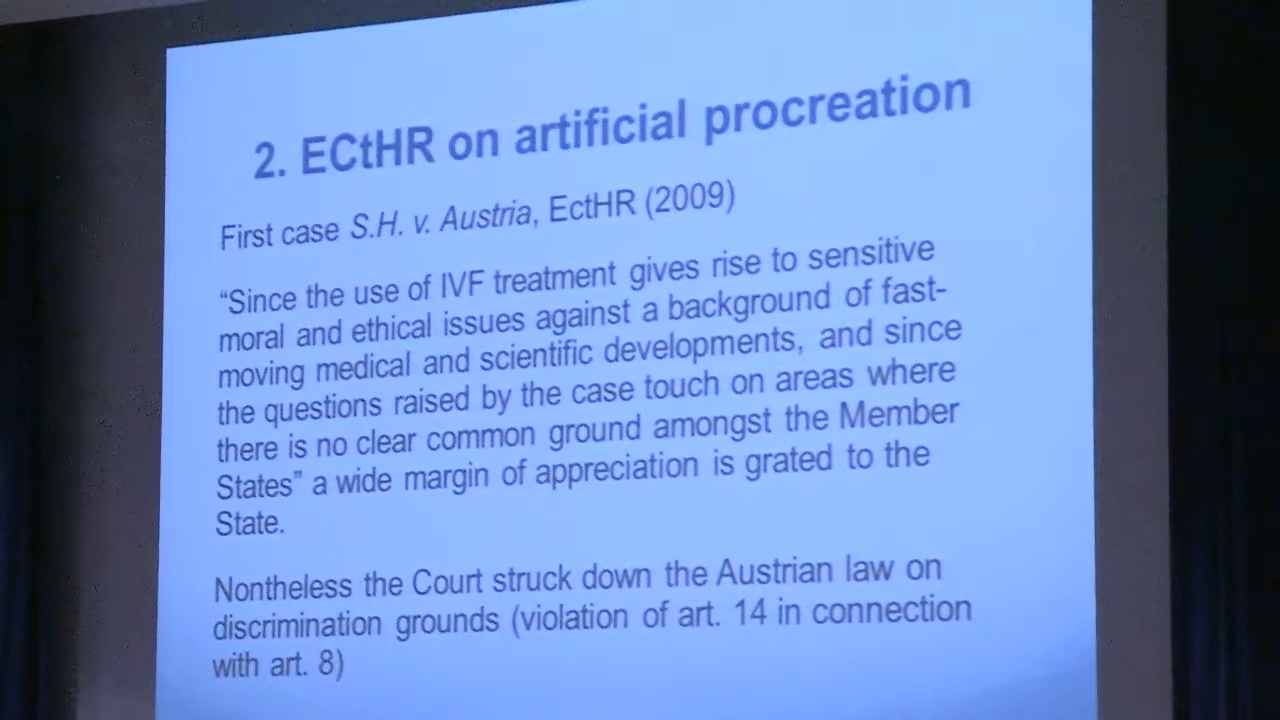 2. ECtHR on artificial procreation
First case S.H. v. Austria, EctHR (2009)
“Since the use of IVF treatment gives rise to sensitive
moral and ethical issues against a background of fast-
moving medical and scientific developments, and since
the questions raised by the case touch on areas where
there is no clear common ground amongst the Member
States” a wide margin of appreciation is grated to the
State.
Nontheless the Court struck down the Austrian law on
discrimination grounds (violation of art. 14 in connection
with art. 8)